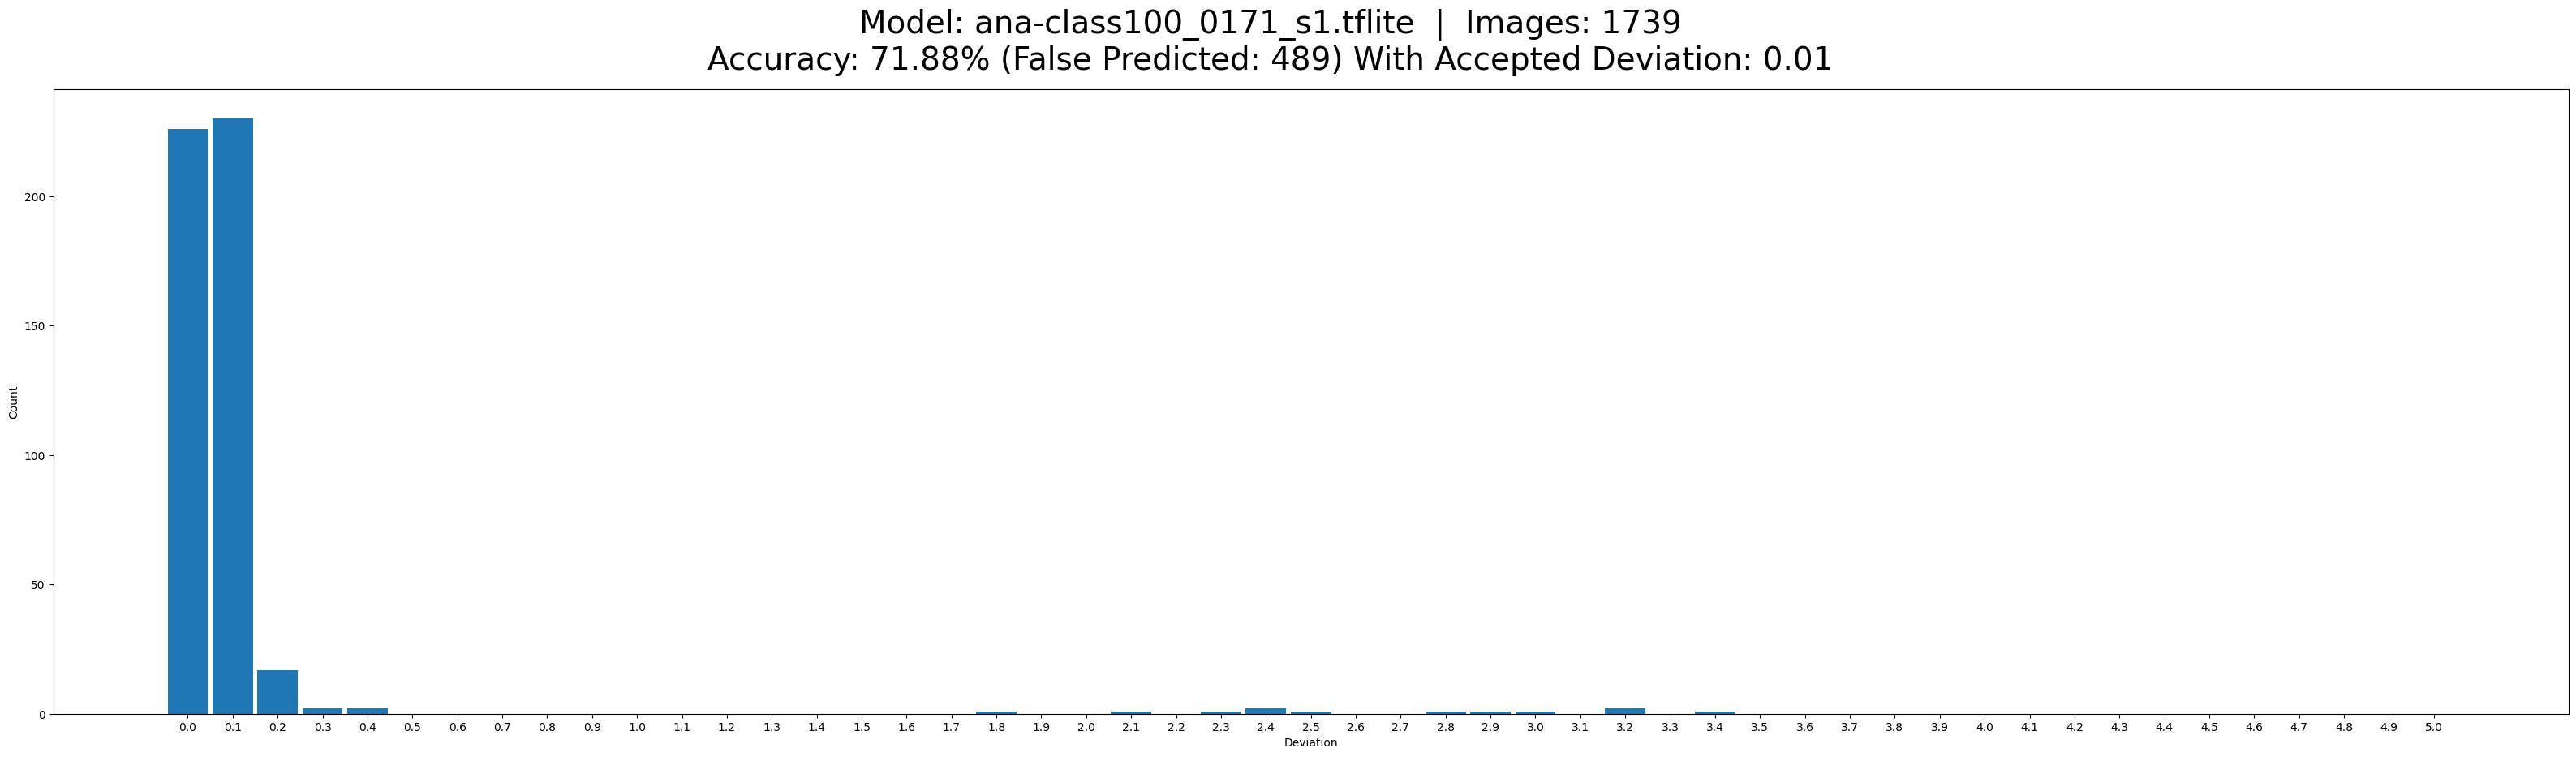 Model: ana-class100_0171_s1.tflite | Images: 1739
Accuracy: 71.88% (False Predicted: 489) With Accepted Deviation: 0.01
200
150
100
50
0
Count
0.0 0.1 0.2 0.3 0.4 0.5 0.6 0.7 0.8 0.9 1.0 1.1 1.2 1.3 1.4 1.5 1.6 1.7 1.8 1.9 2.0 2.1 2.2 2.3 2.4 2.5 2.6 2.7 2.8 2.9 3.0 3.1 3.2 3.3 3.4 3.5 3.6 3.7 3.8 3.9 4.0 4.1 4.2 4.3 4.4 4.5 4.6 4.7 4.8 4.9 5.0
Deviation